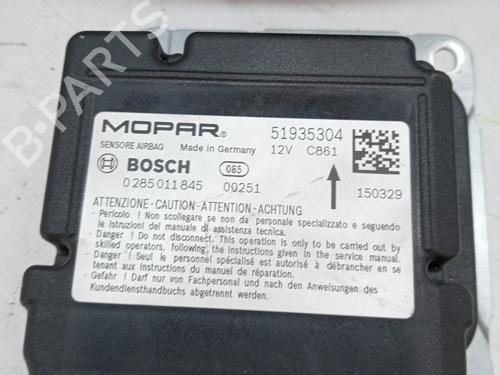 MOPAR® 51935304
SENSORE AIRBAG Made in Germany 12V C861
BOSCH 085
0 285 011 845 00251 150329
ATTENZIONE-CAUTION-ATTENTION-ACHTUNG
- Pericolo ! Non scollegare se non da personale specializzato e seguendo
le istruzioni del manuale di assistenza tecnica.
- Danger ! Do not disconnect. This operation is only to be carried out by
skilled operators, following the instructions given in the service manual.
- Danger ! Seul le personnel spécialisé est autorisé à débrancher en se
tenant aux instructions du manuel de réparation.
- Gefahr ! Darf nur von Fachpersonal und nach den Anweisungen des
Kundendiensthandbuchs abgetrennt werden.
B-PARTS